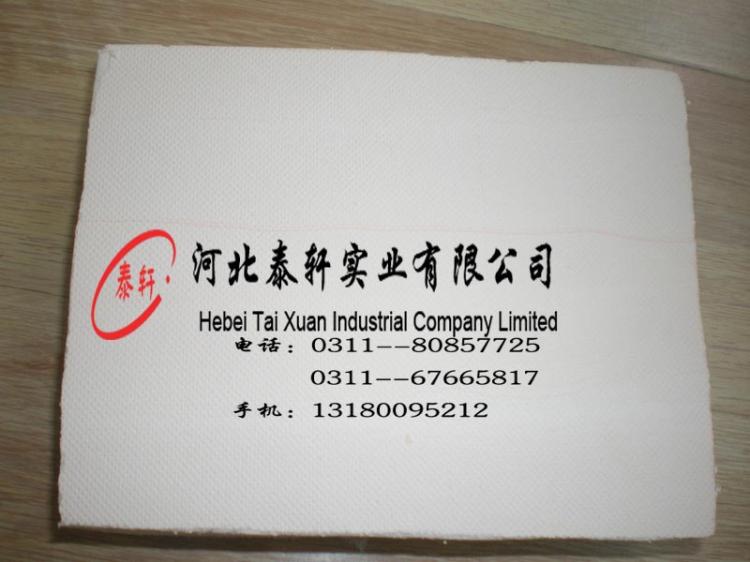 泰轩
河北泰轩实业有限公司
Hebei Tai Xuan Industrial Company Limited
电话：0311--80857725
0311--67665817
手机：13180095212